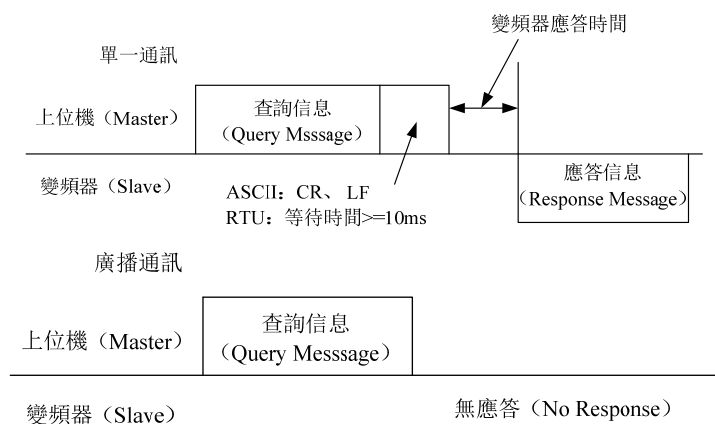 變頻器應答時間
單一通訊
上位機（Master）
查詢信息
（Query Msssage）
變頻器（Slave）
ASCII：CR、LF
RTU：等待時間>=10ms
應答信息
（Response Message）
廣播通訊
上位機（Master）
查詢信息
（Query Messsage）
變頻器（Slave）
無應答（No Response）